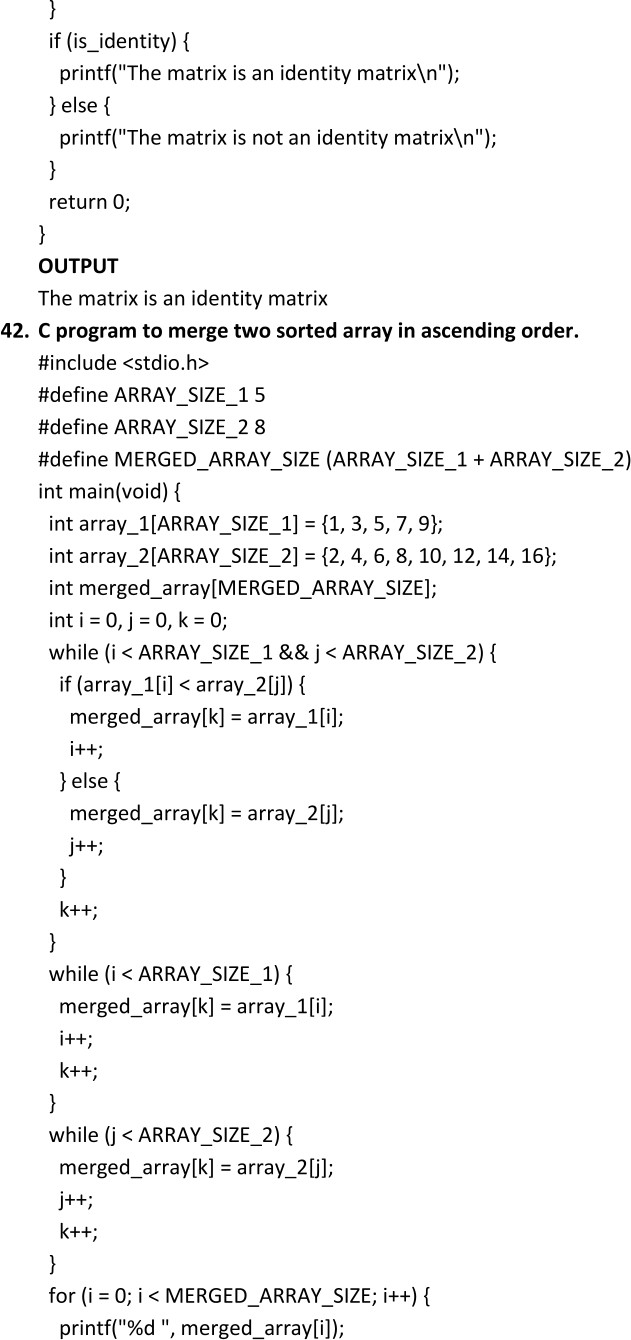 }
if (is_identity) {
printf("The matrix is an identity matrix\n");
} else {
printf("The matrix is not an identity matrix\n");
}
return 0;
}
OUTPUT
The matrix is an identity matrix
42. C program to merge two sorted array in ascending order.
#include <stdio.h>
#define ARRAY_SIZE_1 5
#define ARRAY_SIZE_2 8
#define MERGED_ARRAY_SIZE (ARRAY_SIZE_1 + ARRAY_SIZE_2)
int main(void) {
int array_1[ARRAY_SIZE_1] = {1, 3, 5, 7, 9};
int array_2[ARRAY_SIZE_2] = {2, 4, 6, 8, 10, 12, 14, 16};
int merged_array[MERGED_ARRAY_SIZE];
int i = 0, j = 0, k = 0;
while (i < ARRAY_SIZE_1 && j < ARRAY_SIZE_2) {
if (array_1[i] < array_2[j]) {
merged_array[k] = array_1[i];
i++;
} else {
merged_array[k] = array_2[j];
j++;
}
k++;
}
while (i < ARRAY_SIZE_1) {
merged_array[k] = array_1[i];
i++;
k++;
}
while (j < ARRAY_SIZE_2) {
merged_array[k] = array_2[j];
j++;
k++;
}
for (i = 0; i < MERGED_ARRAY_SIZE; i++) {
printf("%d ", merged_array[i]);